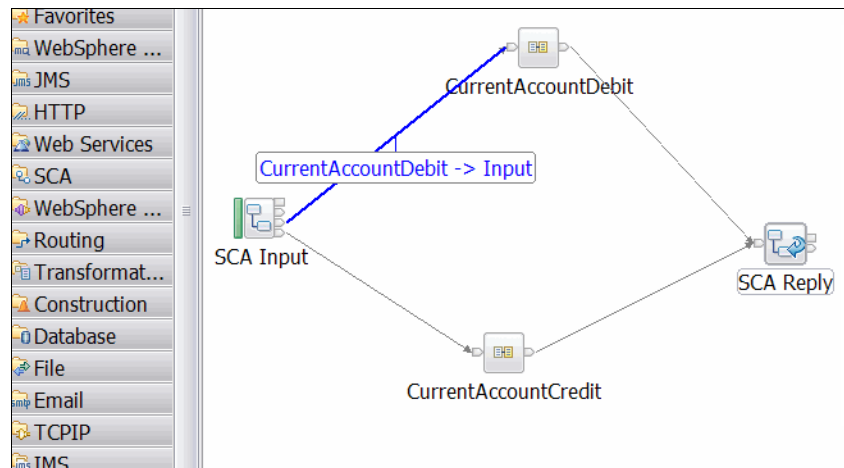 Favorites
WebSphere ...
JMS
HTTP
Web Services
SCA
WebSphere ...
Routing
Transformat...
Construction
Database
File
Email
TCPIP
IMS
CurrentAccountDebit
CurrentAccountDebit -> Input
SCA Input
SCA Reply
CurrentAccountCredit